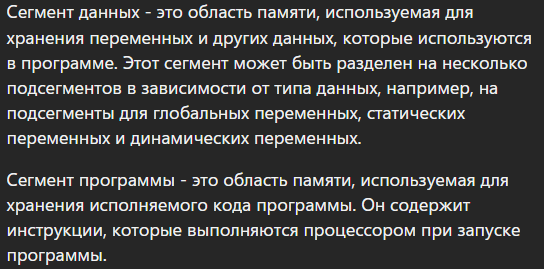 Сегмент данных - это область памяти, используемая для
хранения переменных и других данных, которые используются
в программе. Этот сегмент может быть разделен на несколько
подсегментов в зависимости от типа данных, например, на
подсегменты для глобальных переменных, статических
переменных и динамических переменных.
Сегмент программы - это область памяти, используемая для
хранения исполняемого кода программы. Он содержит
инструкции, которые выполняются процессором при запуске
программы.